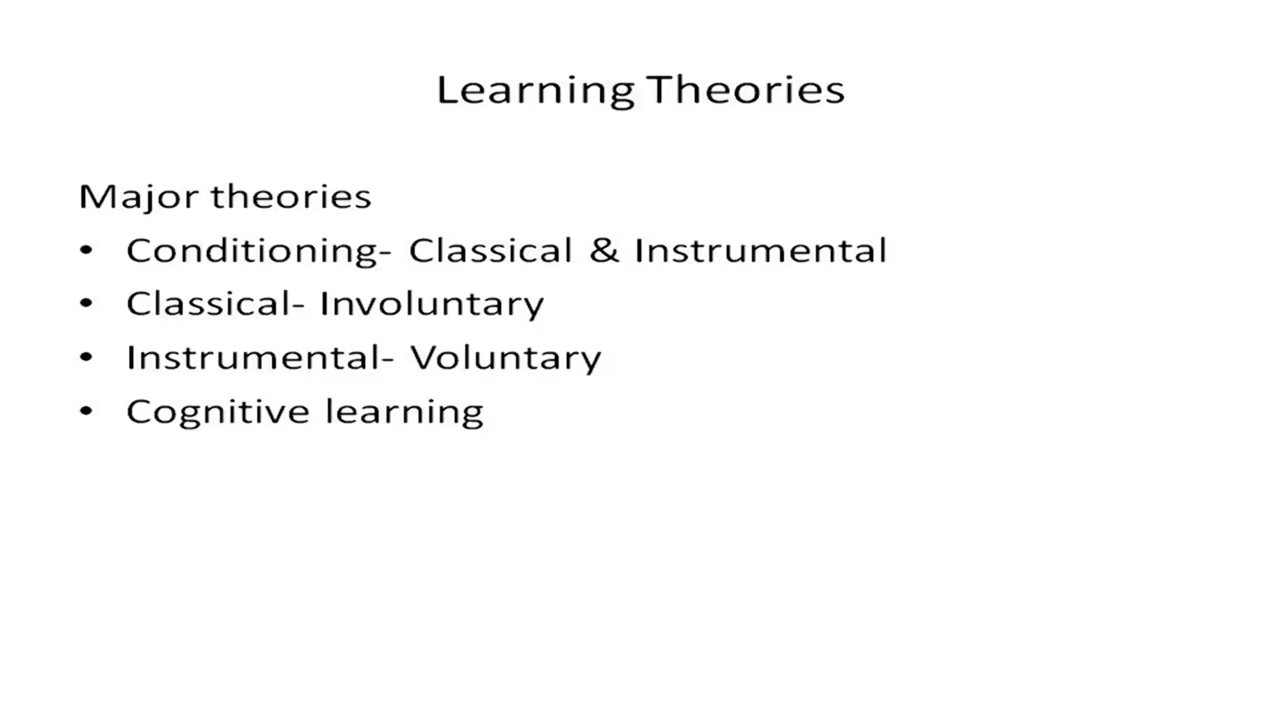 Learning Theories
Major theories
• Conditioning- Classical & Instrumental
• Classical- Involuntary
• Instrumental- Voluntary
• Cognitive learning